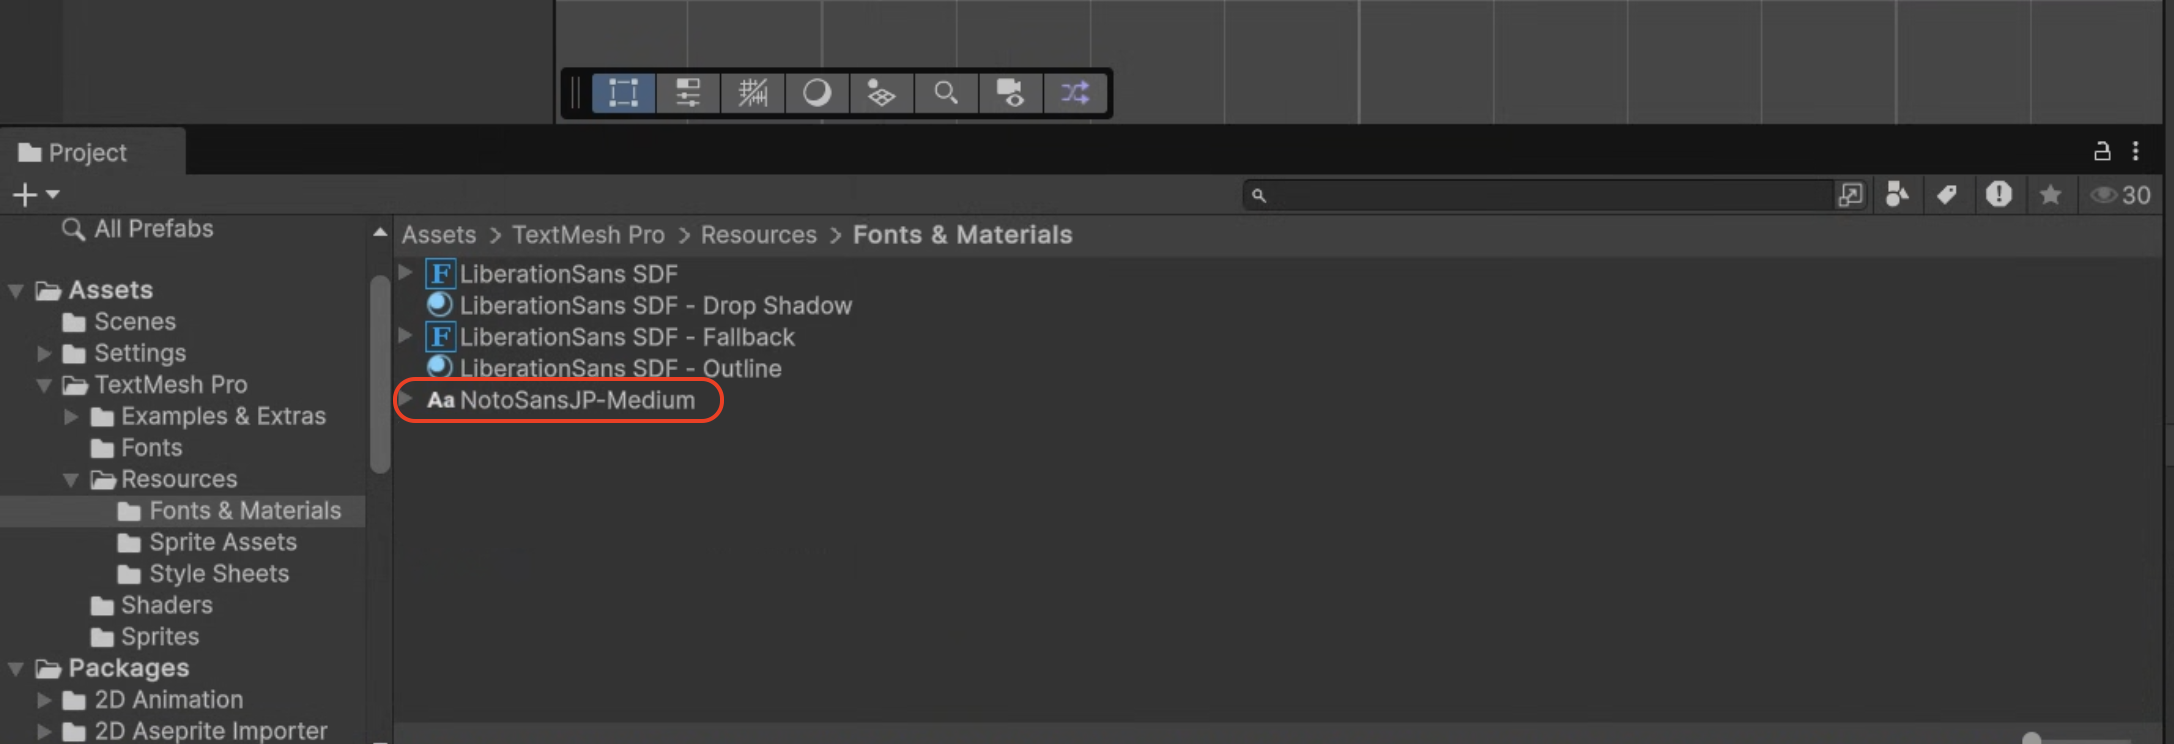 Project
30
All Prefabs
Assets
Scenes
Settings
TextMesh Pro
Examples & Extras
Fonts
Resources
Fonts & Materials
Sprite Assets
Style Sheets
Shaders
Sprites
Packages
2D Animation
2D Aseprite Importer
Assets > TextMesh Pro > Resources > Fonts & Materials
F LiberationSans SDF
LiberationSans SDF - Drop Shadow
F LiberationSans SDF - Fallback
LiberationSans SDF - Outline
Aa NotoSansJP-Medium